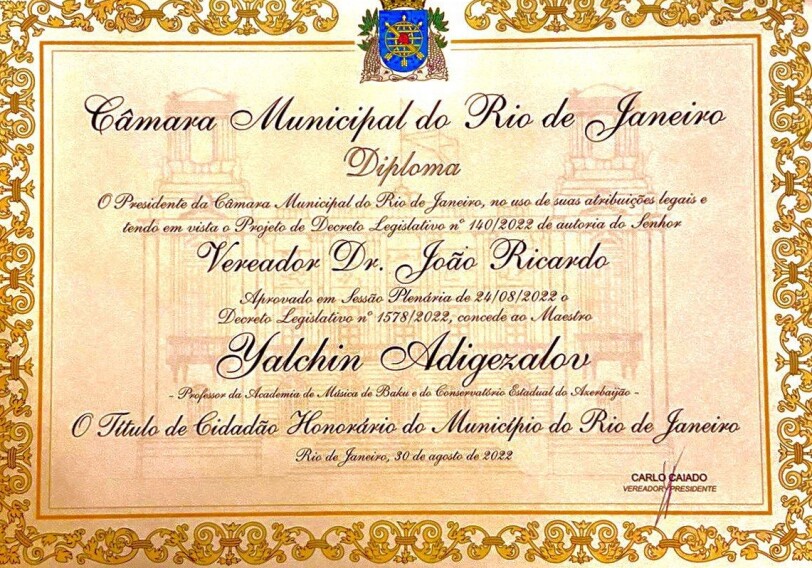 Câmara Municipal do Rio de Janeiro
Diploma
O Presidente da Câmara Municipal do Rio de Janeiro, no uso de suas atribuições legais e
tendo em vista o Projeto de Decreto Legislativo nº 140/2022 de autoria do Senhor
Vereador Dr. João Ricardo
Aprovado em Sessão Plenária de 24/08/2022 o
Decreto Legislativo nº 1578/2022, concede ao Maestro
Yalchin Adigezalov
- Professor da Academia de Música de Baku e do Conservatório Estadual do Azerbaijão -
O Título de Cidadão Honorário do Município do Rio de Janeiro
Rio de Janeiro, 30 de agosto de 2022
CARLO CAIADO
VEREADOR PRESIDENTE